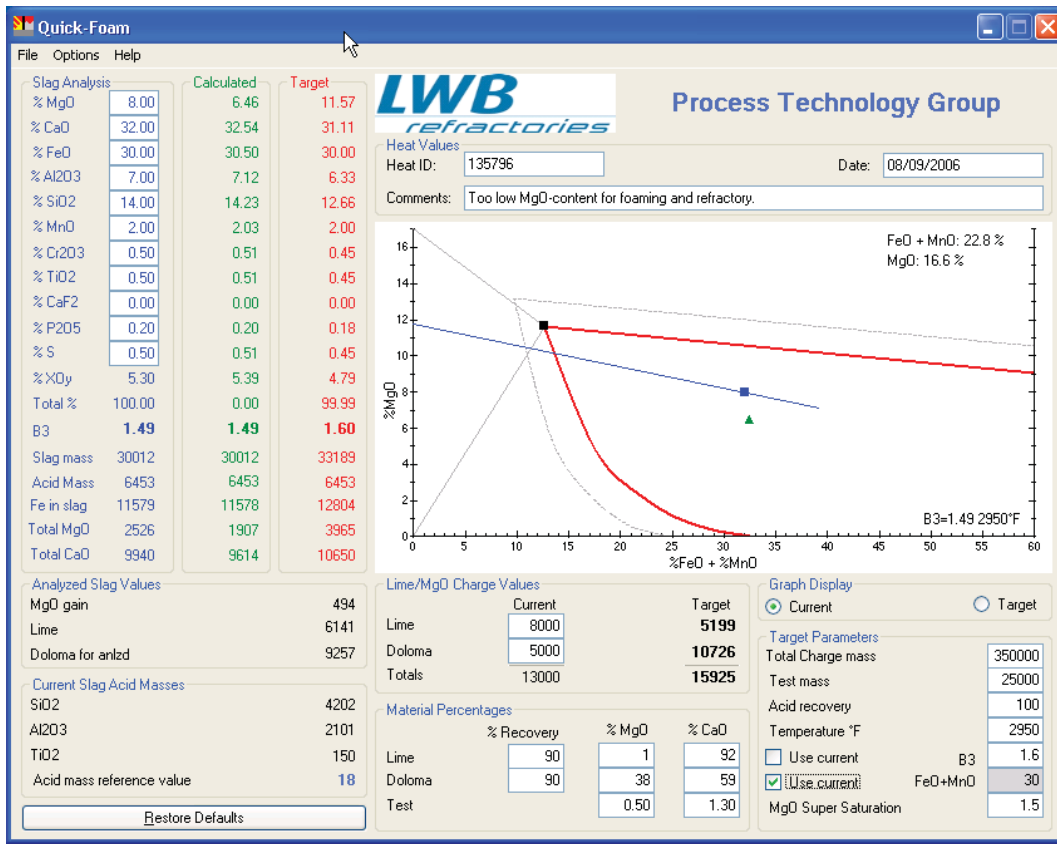 Quick-Foam
File Options Help
Slag Analysis Calculated Target
% MgO 8.00 6.46 11.57
% CaO 32.00 32.54 31.11
% FeO 30.00 30.50 30.00
% Al2O3 7.00 7.12 6.33
% SiO2 14.00 14.23 12.66
% MnO 2.00 2.03 2.00
% Cr2O3 0.50 0.51 0.45
% TiO2 0.50 0.51 0.45
% CaF2 0.00 0.00 0.00
% P2O5 0.20 0.20 0.18
% S 0.50 0.51 0.45
%XOy 5.30 5.39 4.79
Total % 100.00 0.00 99.99
B3 1.49 1.49 1.60
Slag mass 30012 30012 33189
Acid Mass 6453 6453 6453
Fe in slag 11579 11578 12804
Total MgO 2526 1907 3965
Total CaO 9940 9614 10650
Analyzed Slag Values
MgO gain 494
Lime 6141
Doloma for anlzd 9257
Current Slag Acid Masses
SiO2 4202
Al2O3 2101
TiO2 150
Acid mass reference value 18
Restore Defaults
LWB
refractories
Process Technology Group
Heat Values
Heat ID: 135796 Date: 08/09/2006
Comments: Too low MgO-content for foaming and refractory.
FeO + MnO: 22.8 %
MgO: 16.6 %
16
14
12
10
8
6
4
2
0
%MgO
B3=1.49 2950°F
0 5 10 15 20 25 30 35 40 45 50 55 60
%FeO + %MnO
Lime/MgO Charge Values
Current Target
Lime 8000 5199
Doloma 5000 10726
Totals 13000 15925
Material Percentages
% Recovery % MgO % CaO
Lime 90 1 92
Doloma 90 38 59
Test 0.50 1.30
Graph Display
Current Target
Target Parameters
Total Charge mass 350000
Test mass 25000
Acid recovery 100
Temperature °F 2950
Use current B3 1.6
Use current FeO+MnO 30
MgO Super Saturation 1.5